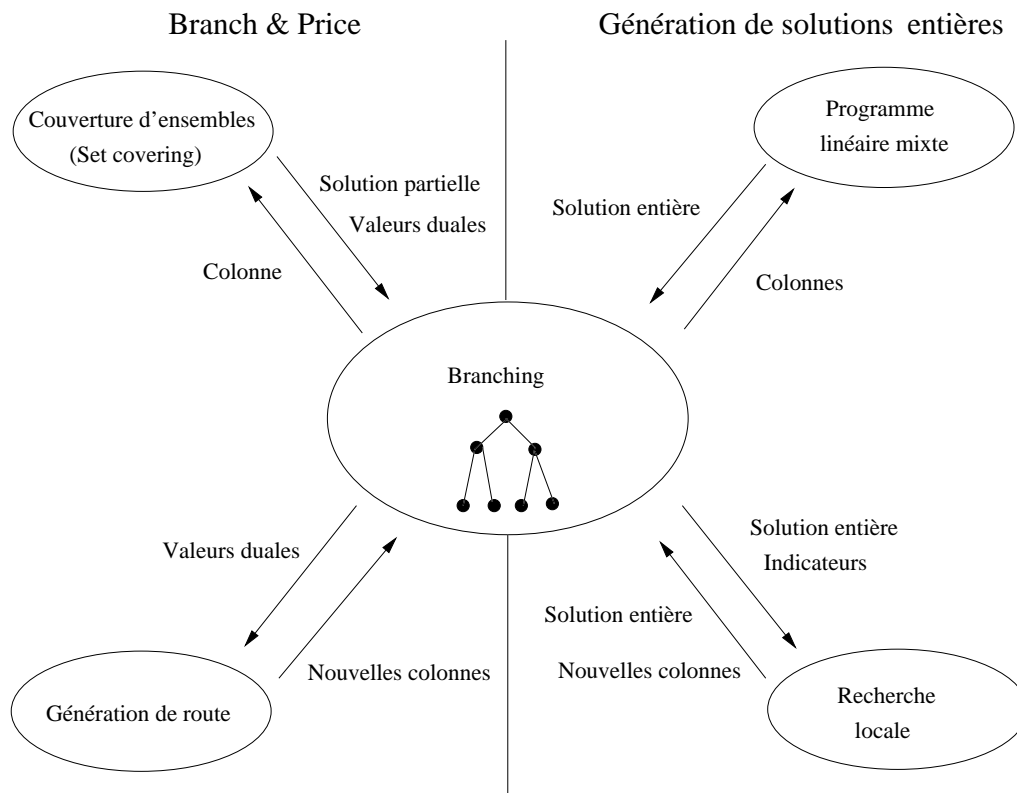 Branch & Price
Génération de solutions entières
Couverture d'ensembles
(Set covering)
Programme
linéaire mixte
Solution partielle
Valeurs duales
Colonne
Solution entière
Colonnes
Branching
Valeurs duales
Nouvelles colonnes
Solution entière
Indicateurs
Solution entière
Nouvelles colonnes
Génération de route
Recherche
locale